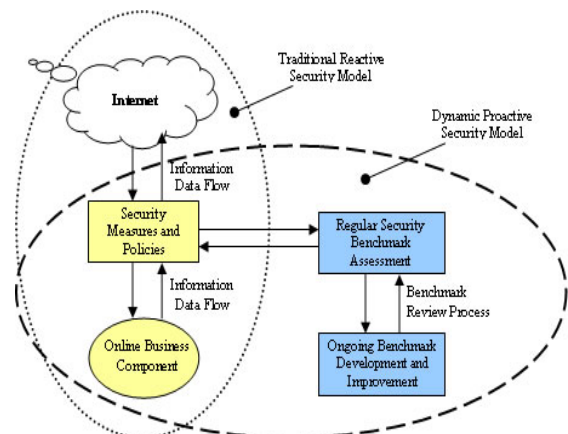 Traditional Reactive
Security Model
Internet
Dynamic Proactive
Security Model
Information
Data Flow
Security
Measures and
Policies
Regular Security
Benchmark
Assessment
Information
Data Flow
Benchmark
Review Process
Online Business
Component
Ongoing Benchmark
Development and
Improvement